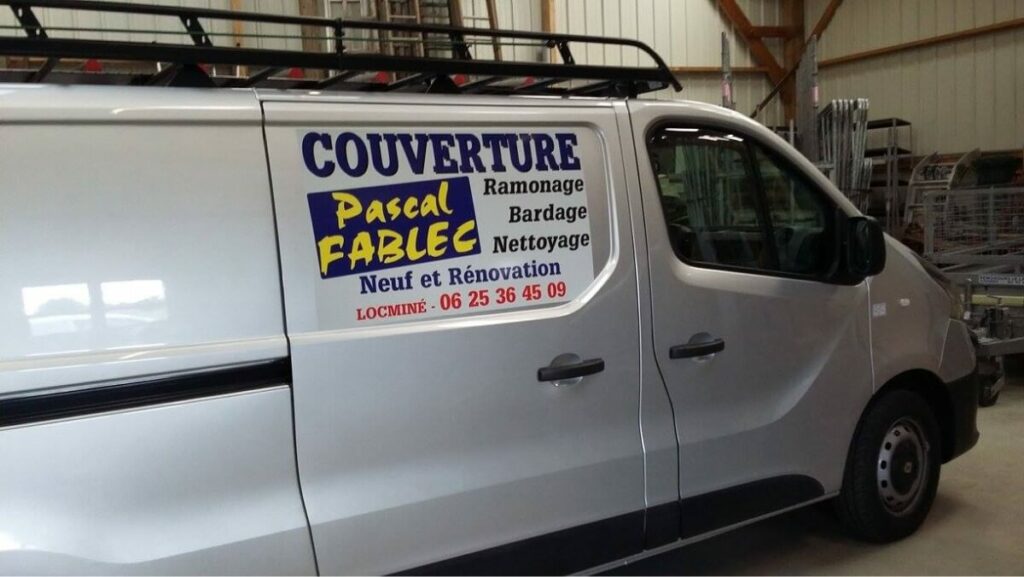 COUVERTURE
Pascal
FABLEC
Ramonage
Bardage
Nettoyage
Neuf et Rénovation
LOCMINÉ - 06 25 36 45 09